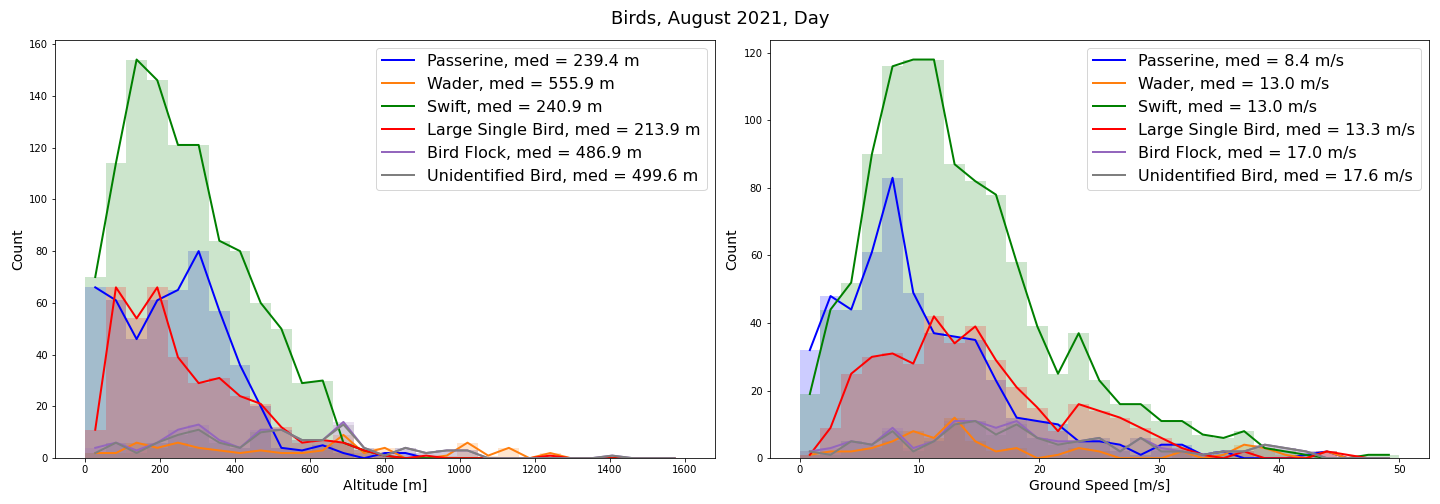 Birds, August 2021, Day
160
140
120
100
80
60
40
20
0
Count
0 200 400 600 800 1000 1200 1400 1600
Altitude [m]
Passerine, med = 239.4 m
Wader, med = 555.9 m
Swift, med = 240.9 m
Large Single Bird, med = 213.9 m
Bird Flock, med = 486.9 m
Unidentified Bird, med = 499.6 m
120
100
80
60
40
20
0
Count
0 10 20 30 40 50
Ground Speed [m/s]
Passerine, med = 8.4 m/s
Wader, med = 13.0 m/s
Swift, med = 13.0 m/s
Large Single Bird, med = 13.3 m/s
Bird Flock, med = 17.0 m/s
Unidentified Bird, med = 17.6 m/s